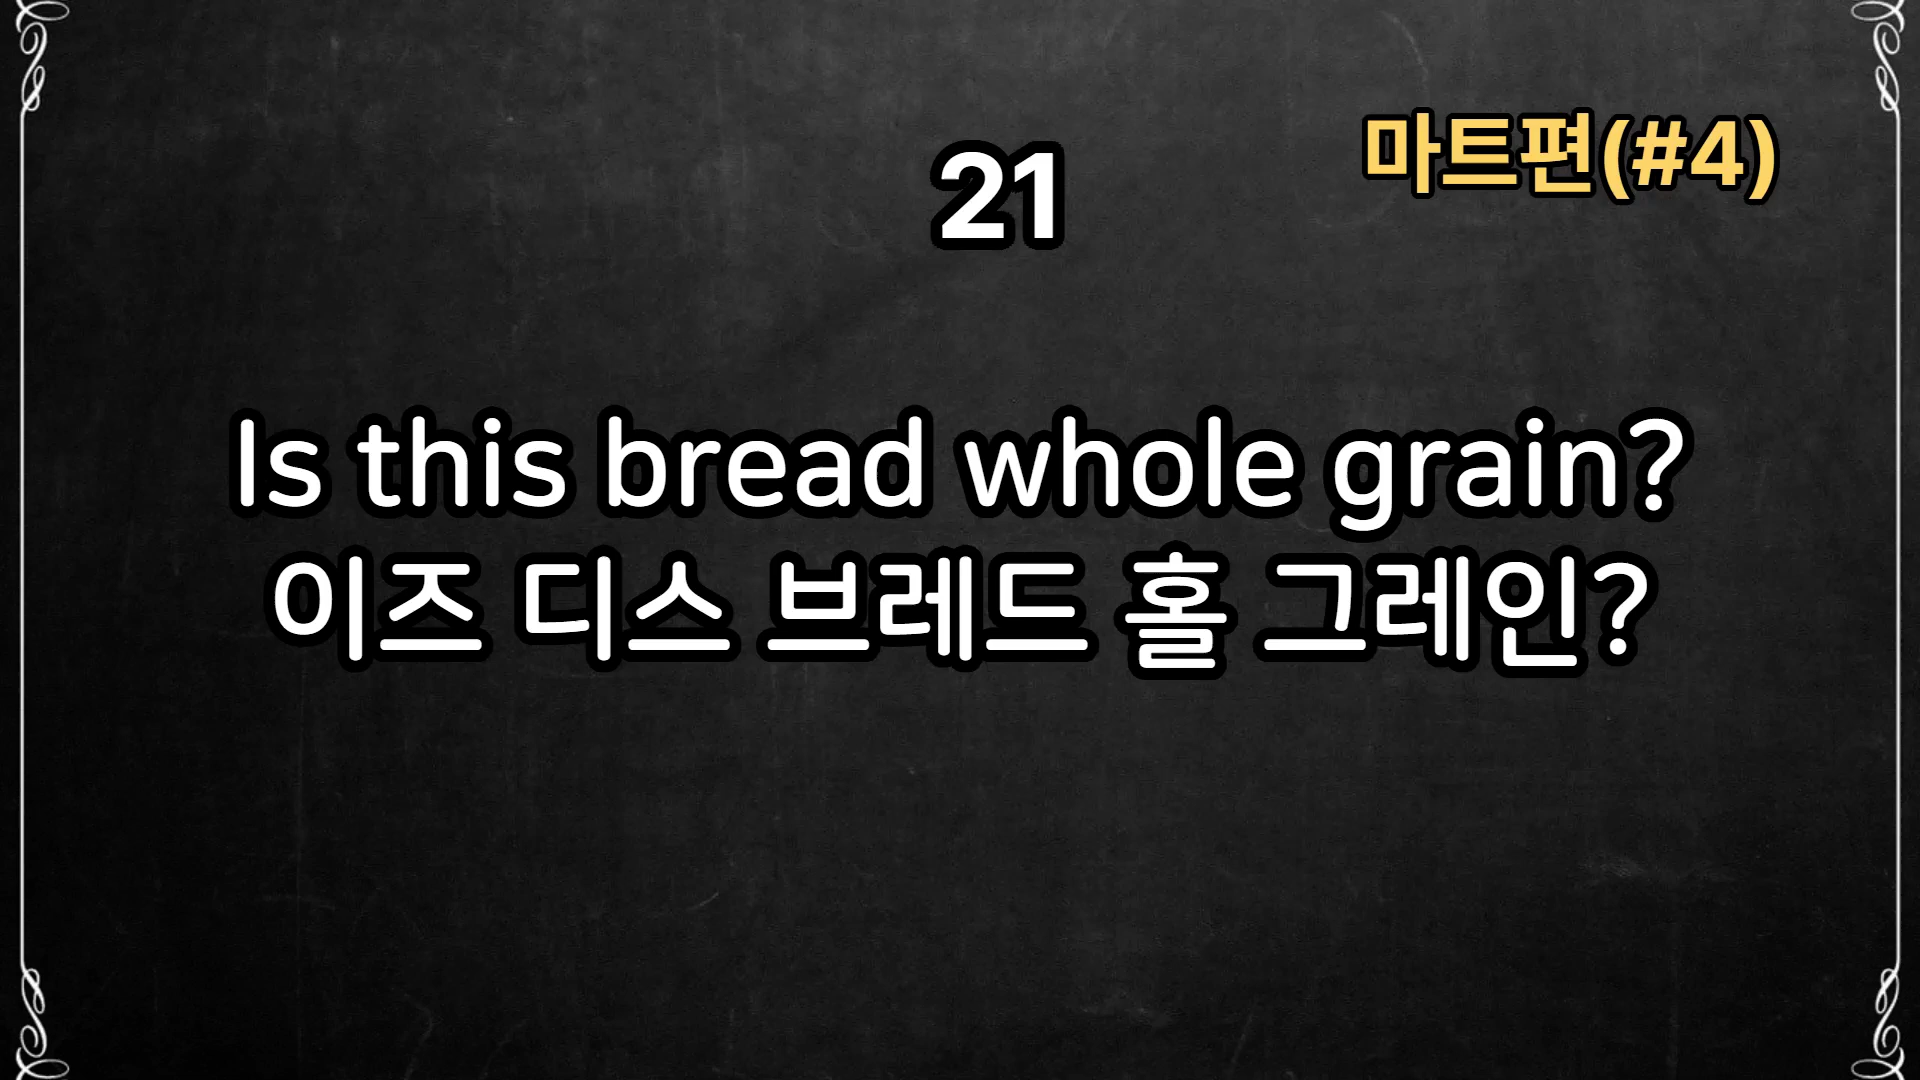 마트편(#4)
21
Is this bread whole grain?
이즈 디스 브레드 홀 그레인?